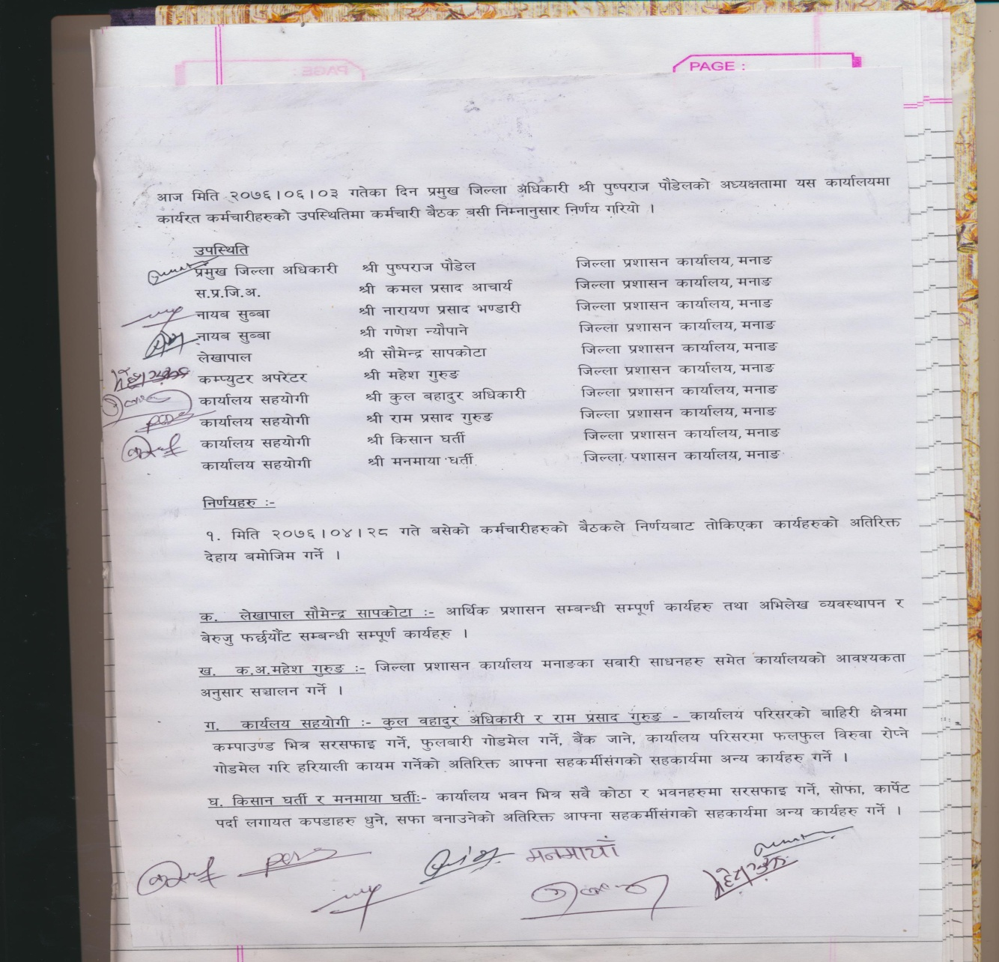 PAGE :
आज मिति २०७६।०६।०३ गतेका दिन प्रमुख जिल्ला अधिकारी श्री पुष्पराज पौडेलको अध्यक्षतामा यस कार्यालयमा
कार्यरत कर्मचारीहरुको उपस्थितिमा कर्मचारी बैठक बसी निम्नानुसार निर्णय गरियो ।
उपस्थिति
प्रमुख जिल्ला अधिकारी श्री पुष्पराज पौडेल जिल्ला प्रशासन कार्यालय, मनाङ
स.प्र.जि.अ. श्री कमल प्रसाद आचार्य जिल्ला प्रशासन कार्यालय, मनाङ
नायब सुब्बा श्री नारायण प्रसाद भण्डारी जिल्ला प्रशासन कार्यालय, मनाङ
नायब सुब्बा श्री गणेश न्यौपाने जिल्ला प्रशासन कार्यालय, मनाङ
लेखापाल श्री सौमेन्द्र सापकोटा जिल्ला प्रशासन कार्यालय, मनाङ
कम्प्युटर अपरेटर श्री महेश गुरुङ जिल्ला प्रशासन कार्यालय, मनाङ
कार्यालय सहयोगी श्री कुल बहादुर अधिकारी जिल्ला प्रशासन कार्यालय, मनाङ
कार्यालय सहयोगी श्री राम प्रसाद गुरुङ जिल्ला प्रशासन कार्यालय, मनाङ
कार्यालय सहयोगी श्री किसान घर्ती जिल्ला प्रशासन कार्यालय, मनाङ
कार्यालय सहयोगी श्री मनमाया घर्ती जिल्ला पशासन कार्यालय, मनाङ
निर्णयहरु :-
१. मिति २०७६।०४।२८ गते बसेको कर्मचारीहरुको बैठकले निर्णयबाट तोकिएका कार्यहरुको अतिरिक्त
देहाय बमोजिम गर्ने ।
क. लेखापाल सौमेन्द्र सापकोटा :- आर्थिक प्रशासन सम्बन्धी सम्पूर्ण कार्यहरु तथा अभिलेख व्यवस्थापन र
बेरुजु फर्छर्यौट सम्बन्धी सम्पूर्ण कार्यहरु ।
ख. क.अ.महेश गुरुङ :- जिल्ला प्रशासन कार्यालय मनाङका सवारी साधनहरु समेत कार्यालयको आवश्यकता
अनुसार सञ्चालन गर्ने ।
ग. कार्यलय सहयोगी :- कुल वहादुर अधिकारी र राम प्रसाद गुरुङ - कार्यालय परिसरको बाहिरी क्षेत्रमा
कम्पाउण्ड भित्र सरसफाइ गर्ने, फुलबारी गोडमेल गर्ने, बैंक जाने, कार्यालय परिसरमा फलफुल विरुवा रोप्ने
गोडमेल गरि हरियाली कायम गर्नेको अतिरिक्त आफ्ना सहकर्मीसंगको सहकार्यमा अन्य कार्यहरु गर्ने ।
घ. किसान घर्ती र मनमाया घर्ती:- कार्यालय भवन भित्र सवै कोठा र भवनहरुमा सरसफाइ गर्ने, सोफा, कार्पेट
पर्दा लगायत कपडाहरु धुने, सफा बनाउनेको अतिरिक्त आफ्ना सहकर्मीसंगको सहकार्यमा अन्य कार्यहरु गर्ने ।
मनमायाँ